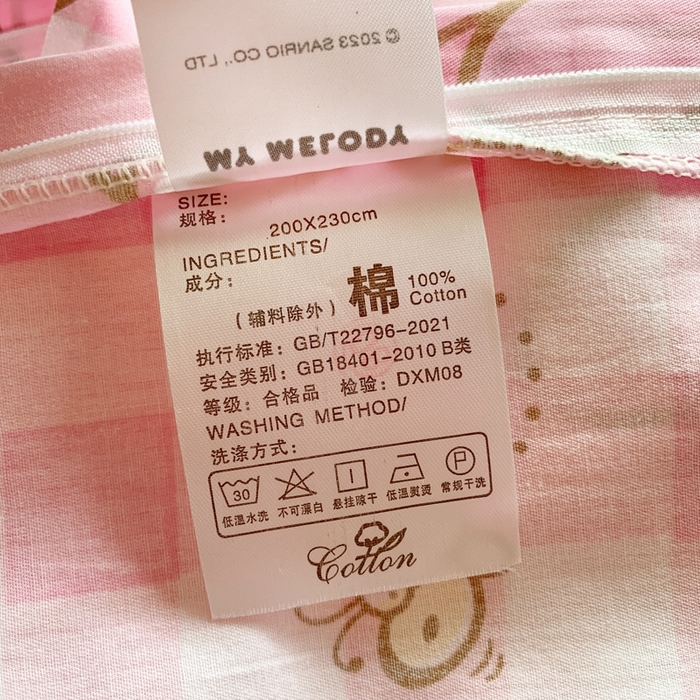 © 2023 SANRIO CO., LTD
MY MELODY
SIZE:
规格:
200X230cm
INGREDIENTS/
成分:
(辅料除外) 棉 100% Cotton
执行标准: GB/T22796-2021
安全类别: GB18401-2010 B类
等级: 合格品 检验: DXM08
WASHING METHOD/
洗涤方式:
30 P
低温水洗 不可漂白 悬挂晾干 低温熨烫 常规干洗
Cotton